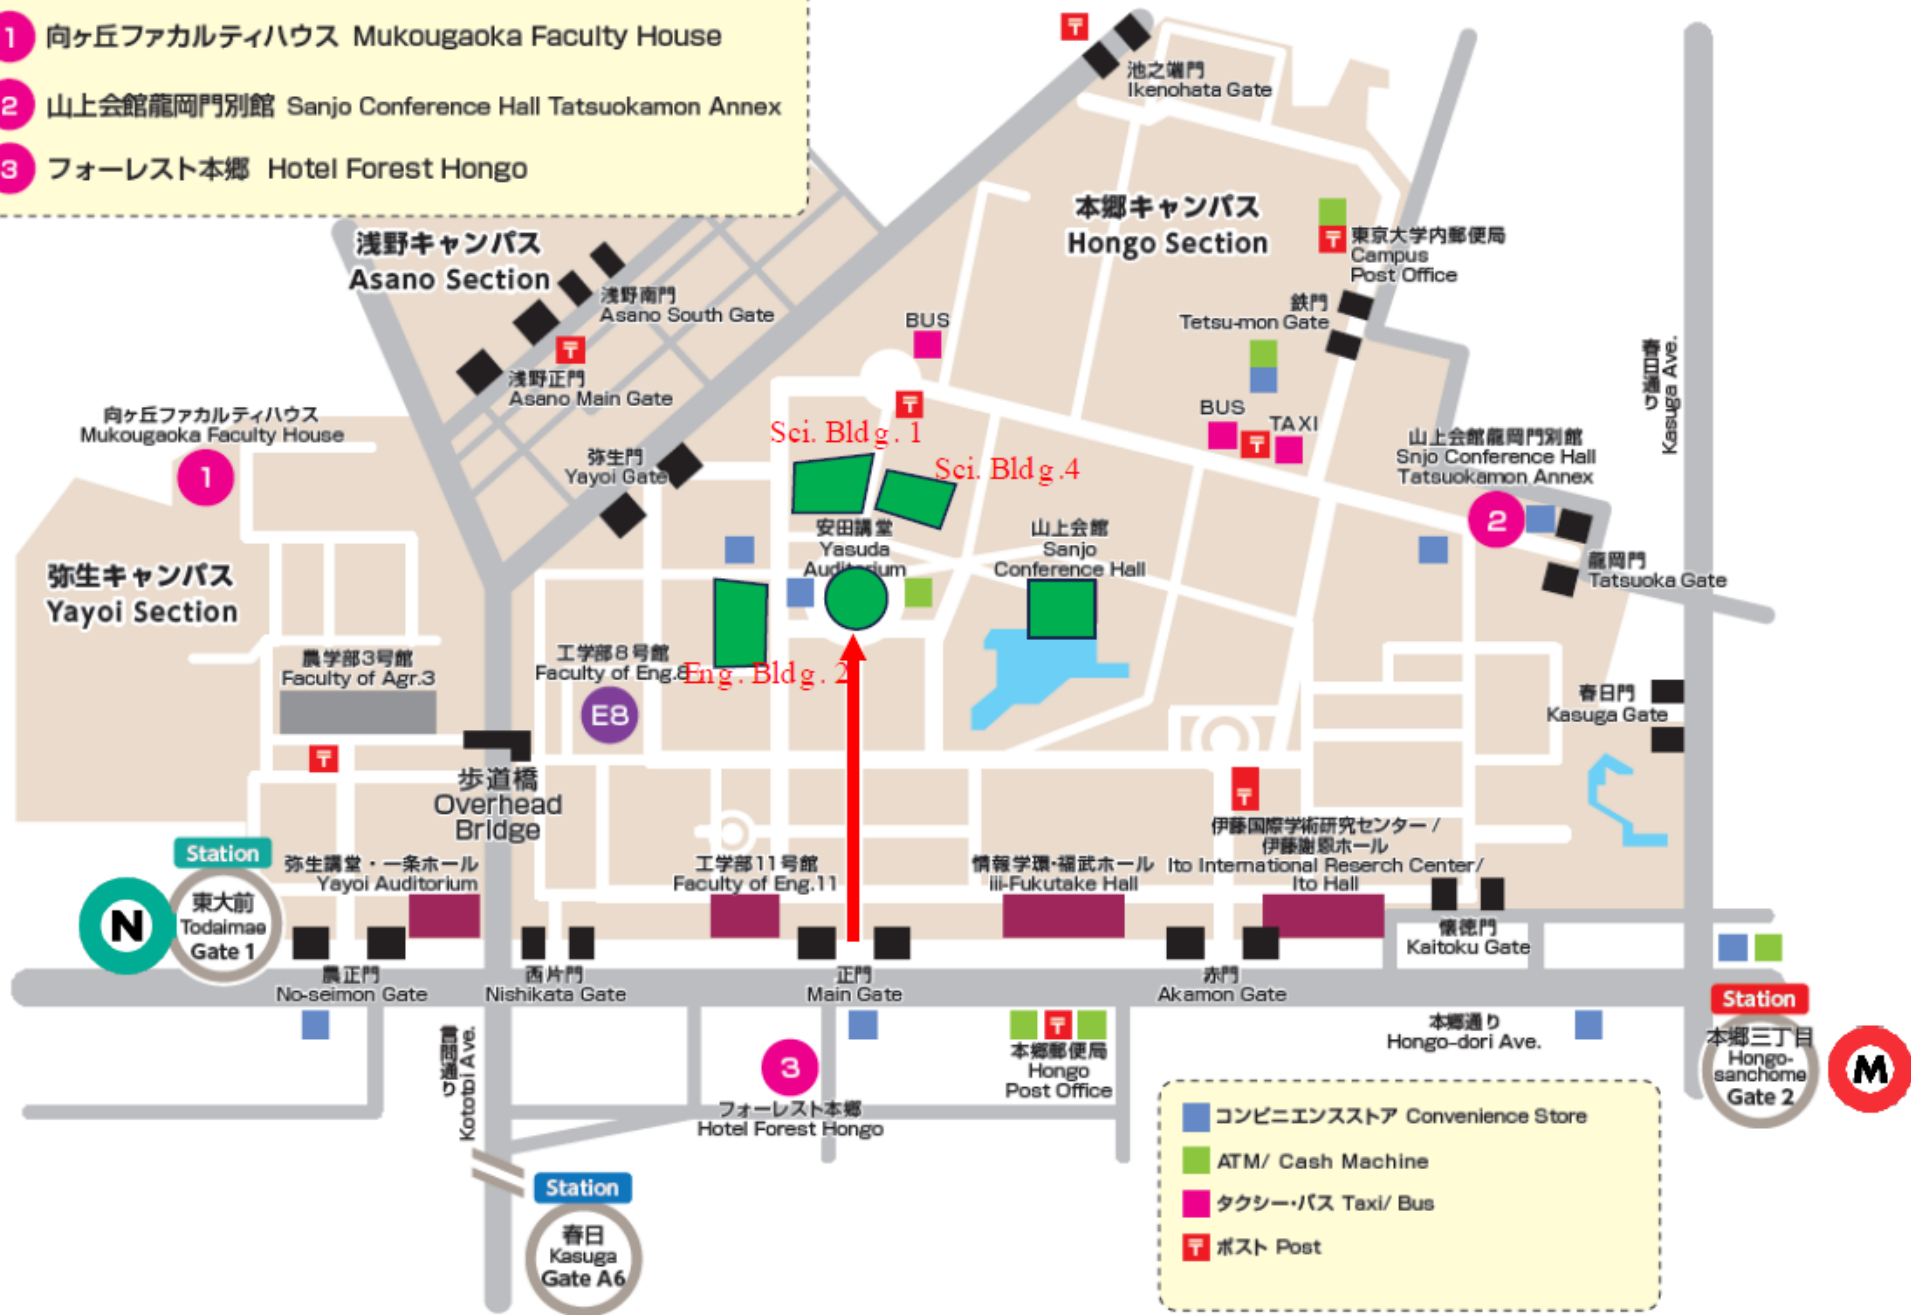 1 向ヶ丘ファカルティハウス Mukougaoka Faculty House
2 山上会館龍岡門別館 Sanjo Conference Hall Tatsuokamon Annex
3 フォーレスト本郷 Hotel Forest Hongo
〒
池之端門
Ikenohata Gate
浅野キャンパス
Asano Section
本郷キャンパス
Hongo Section
〒
東京大学内郵便局
Campus
Post Office
浅野南門
Asano South Gate
鉄門
Tetsu-mon Gate
BUS
〒
浅野正門
Asano Main Gate
〒
向ヶ丘ファカルティハウス
Mukougaoka Faculty House
1
弥生門
Yayoi Gate
Sci. Bldg. 1
Sci. Bldg.4
BUS
〒
TAXI
山上会館龍岡門別館
Snjo Conference Hall
Tatsuokamon Annex
2
春日通り
Kasuga Ave.
安田講堂
Yasuda
Auditorium
山上会館
Sanjo
Conference Hall
龍岡門
Tatsuoka Gate
弥生キャンパス
Yayoi Section
農学部3号館
Faculty of Agr.3
工学部8号館
Faculty of Eng.8
Eng. Bldg. 2
E8
春日門
Kasuga Gate
〒
歩道橋
Overhead
Bridge
〒
伊藤国際学術研究センター /
伊藤謝恩ホール
Ito International Reserch Center/
Ito Hall
弥生講堂・一条ホール
Yayoi Auditorium
工学部11号館
Faculty of Eng.11
情報学環・福武ホール
iii-Fukutake Hall
Station
東大前
Todaimae
Gate 1
N
懐徳門
Kaitoku Gate
農正門
No-seimon Gate
西片門
Nishikata Gate
正門
Main Gate
赤門
Akamon Gate
本郷通り
Hongo-dori Ave.
Station
本郷三丁目
Hongo-
sanchome
Gate 2
M
言問通り
Kototoi Ave.
3
フォーレスト本郷
Hotel Forest Hongo
〒
本郷郵便局
Hongo
Post Office
Station
春日
Kasuga
Gate A6
コンビニエンスストア Convenience Store
ATM/ Cash Machine
タクシー・バス Taxi/ Bus
〒 ポスト Post